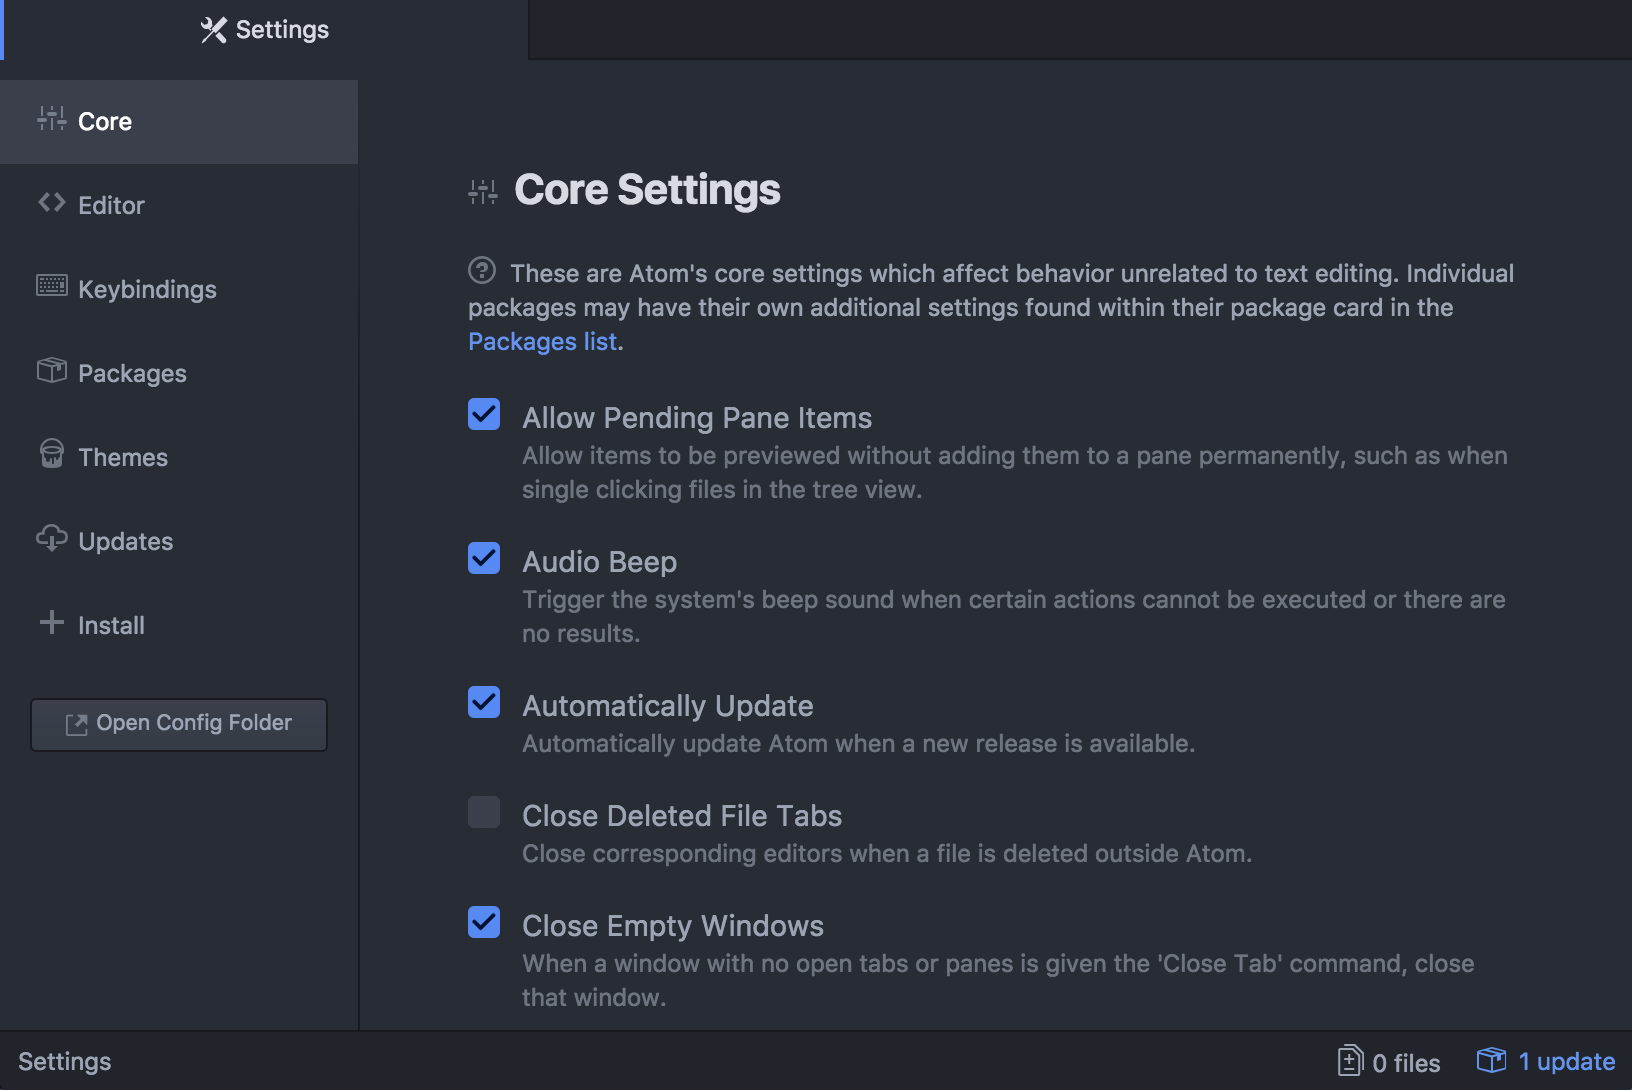 Settings
Core
Editor
Keybindings
Packages
Themes
Updates
Install
Open Config Folder
Core Settings
These are Atom's core settings which affect behavior unrelated to text editing. Individual
packages may have their own additional settings found within their package card in the
Packages list.
Allow Pending Pane Items
Allow items to be previewed without adding them to a pane permanently, such as when
single clicking files in the tree view.
Audio Beep
Trigger the system's beep sound when certain actions cannot be executed or there are
no results.
Automatically Update
Automatically update Atom when a new release is available.
Close Deleted File Tabs
Close corresponding editors when a file is deleted outside Atom.
Close Empty Windows
When a window with no open tabs or panes is given the 'Close Tab' command, close
that window.
Settings
0 files
1 update